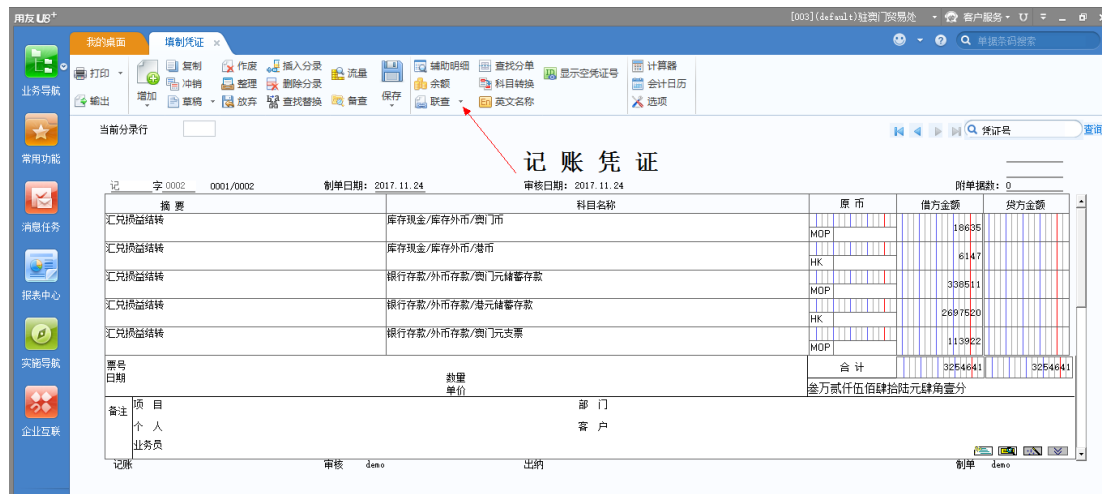 用友U8+ [003](default)驻奥门贸易处 客户服务 U
我的桌面 填制凭证 × 单据条码搜索
业务导航 打印 输出 增加 复制 冲销 草稿 作废 整理 放弃 插入分录 删除分录 查找替换 流量 备查 保存 辅助明细 余额 联查 查找分单 科目转换 英文名称 显示空凭证号 计算器 会计日历 选项
当前分录行 凭证号 查询
常用功能
记 账 凭 证
记 字 0002 0001/0002 制单日期: 2017.11.24 审核日期: 2017.11.24 附单据数: 0
摘 要 科目名称 原 币 借方金额 贷方金额
汇兑损益结转 库存现金/库存外币/奥门币 MOP 18635
消息任务
汇兑损益结转 库存现金/库存外币/港币 HK 6147
汇兑损益结转 银行存款/外币存款/奥门元储蓄存款 MOP 338511
报表中心
汇兑损益结转 银行存款/外币存款/港元储蓄存款 HK 2697520
汇兑损益结转 银行存款/外币存款/奥门元支票 MOP 113922
实施导航
票号
日期 数量 合 计 3254641 3254641
单价 叁万贰仟伍佰肆拾陆元肆角壹分
备注 项 目 部 门
个 人 客 户
企业互联
业务员
记账 审核 demo 出纳 制单 demo